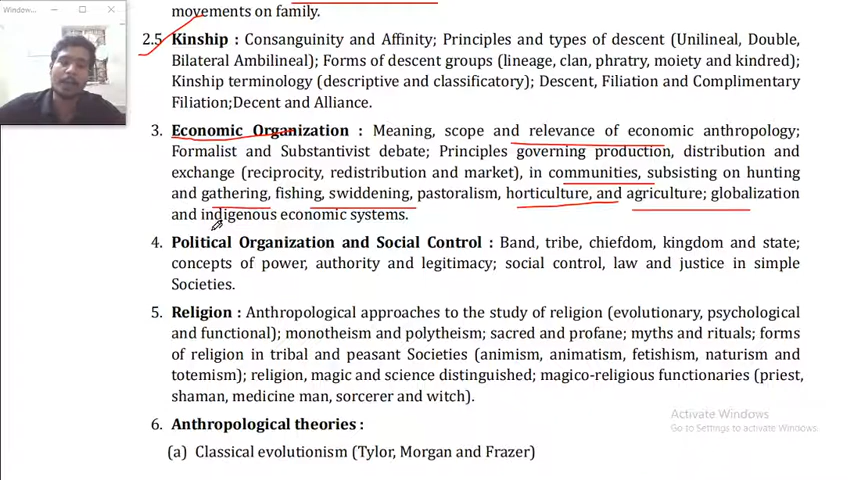 Window...
movements on family.
2.5 Kinship : Consanguinity and Affinity; Principles and types of descent (Unilineal, Double,
Bilateral Ambilineal); Forms of descent groups (lineage, clan, phratry, moiety and kindred);
Kinship terminology (descriptive and classificatory); Descent, Filiation and Complimentary
Filiation;Decent and Alliance.
3. Economic Organization : Meaning, scope and relevance of economic anthropology;
Formalist and Substantivist debate; Principles governing production, distribution and
exchange (reciprocity, redistribution and market), in communities, subsisting on hunting
and gathering, fishing, swiddening, pastoralism, horticulture, and agriculture; globalization
and indigenous economic systems.
4. Political Organization and Social Control : Band, tribe, chiefdom, kingdom and state;
concepts of power, authority and legitimacy; social control, law and justice in simple
Societies.
5. Religion : Anthropological approaches to the study of religion (evolutionary, psychological
and functional); monotheism and polytheism; sacred and profane; myths and rituals; forms
of religion in tribal and peasant Societies (animism, animatism, fetishism, naturism and
totemism); religion, magic and science distinguished; magico-religious functionaries (priest,
shaman, medicine man, sorcerer and witch).
6. Anthropological theories :
(a) Classical evolutionism (Tylor, Morgan and Frazer)
Activate Windows
Go to Settings to activate Windows.